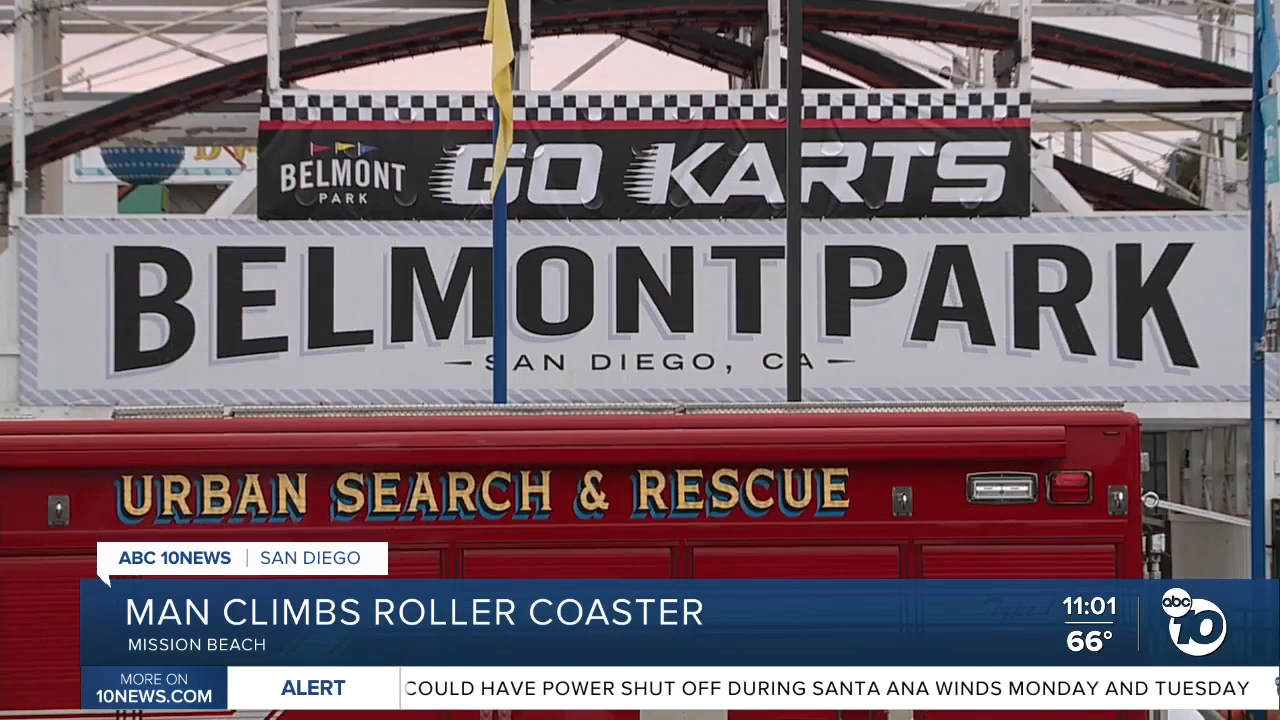 BELMONT
PARK
GO KARTS
BELMONT PARK
SAN DIEGO, CA
URBAN SEARCH & RESCUE
ABC 10NEWS | SAN DIEGO
MAN CLIMBS ROLLER COASTER
MISSION BEACH
11:01
66°
abc
10
MORE ON
10NEWS.COM
ALERT
COULD HAVE POWER SHUT OFF DURING SANTA ANA WINDS MONDAY AND TUESDAY